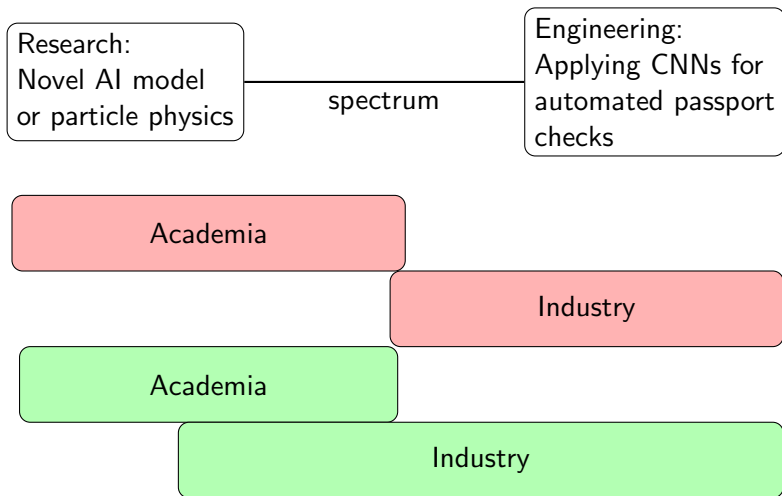 Research:
Novel AI model
or particle physics
spectrum
Engineering:
Applying CNNs for
automated passport
checks
Academia
Industry
Academia
Industry